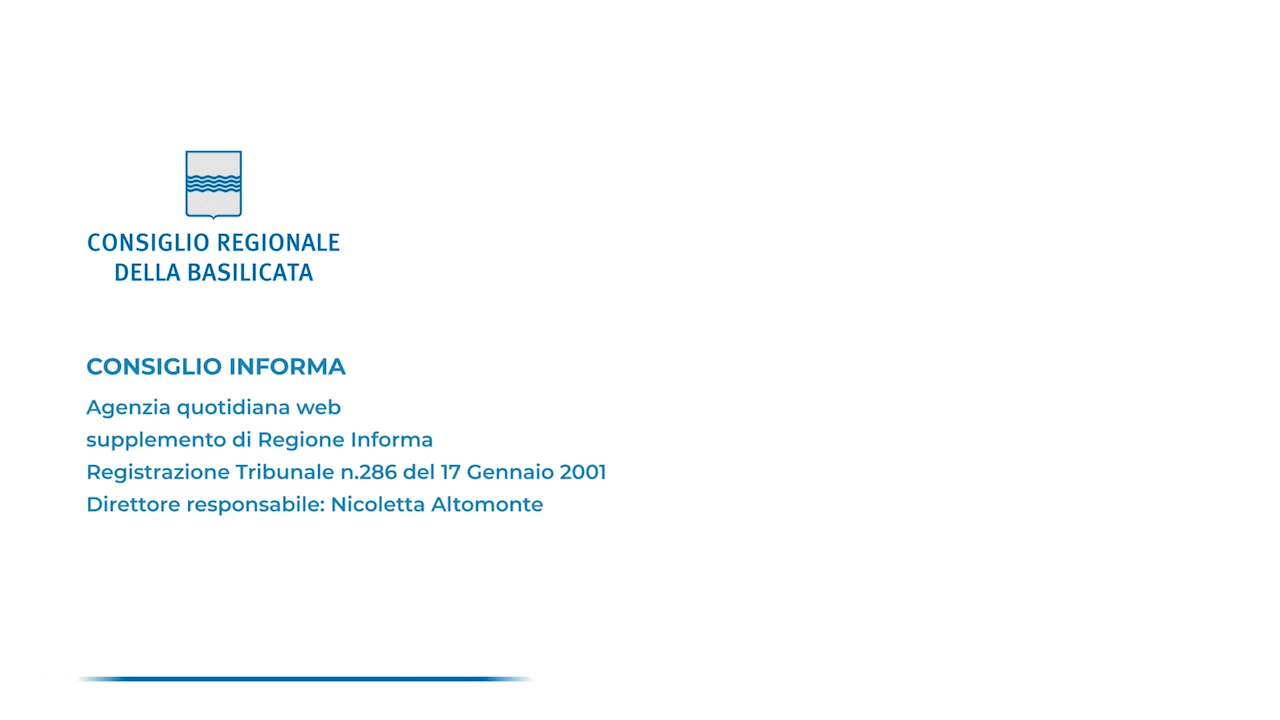 CONSIGLIO REGIONALE
DELLA BASILICATA
CONSIGLIO INFORMA
Agenzia quotidiana web
supplemento di Regione Informa
Registrazione Tribunale n.286 del 17 Gennaio 2001
Direttore responsabile: Nicoletta Altomonte